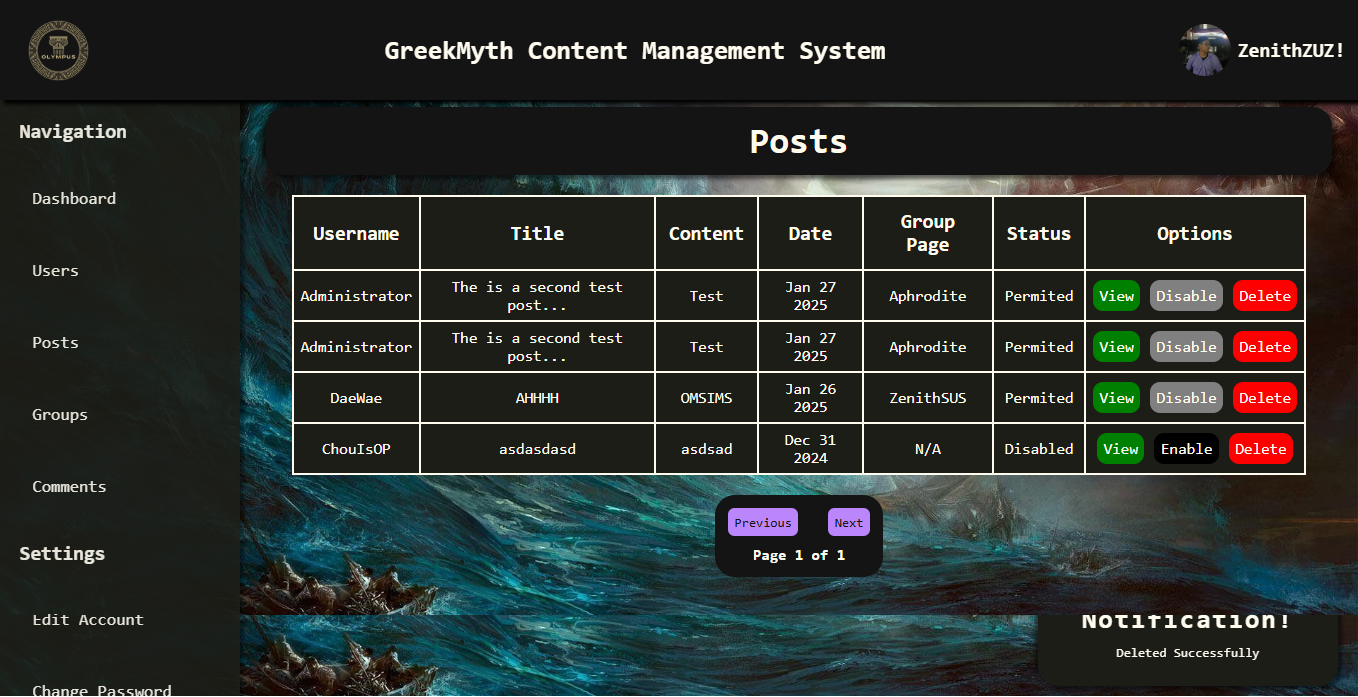 OLYMPUS
GreekMyth Content Management System
ZenithZUZ!
Navigation
Dashboard
Users
Posts
Groups
Comments
Settings
Edit Account
Change Password
Posts
Username Title Content Date Group Page Status Options
Administrator The is a second test post... Test Jan 27 2025 Aphrodite Permited View Disable Delete
Administrator The is a second test post... Test Jan 27 2025 Aphrodite Permited View Disable Delete
DaeWae AHHHH OMSIMS Jan 26 2025 ZenithSUS Permited View Disable Delete
ChouIsOP asdasdasd asdsad Dec 31 2024 N/A Disabled View Enable Delete
Previous Next
Page 1 of 1
Notification!
Deleted Successfully